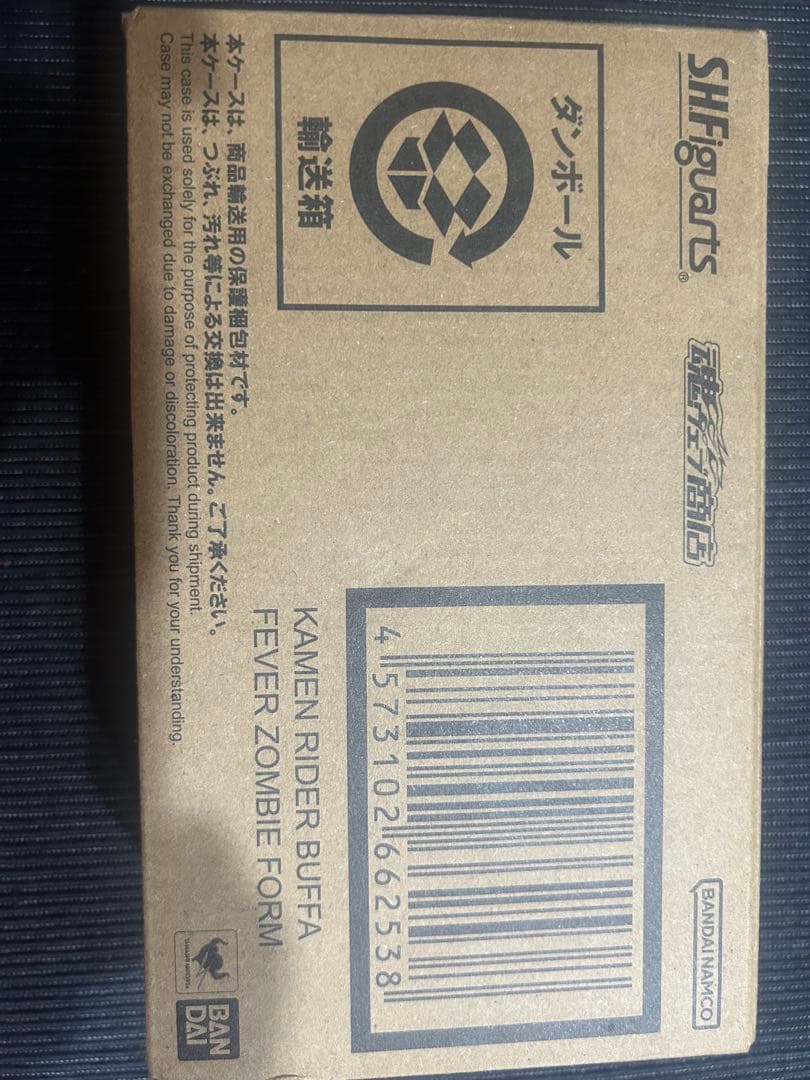 S.H.Figuarts®
魂ウェブ商店
BANDAI NAMCO
ダンボール
輸送箱
4 573102 662538
KAMEN RIDER BUFFA
FEVER ZOMBIE FORM
本ケースは、商品輸送用の保護梱包材です。
本ケースは、つぶれ、汚れ等による交換は出来ません。ご了承ください。
This case is used solely for the purpose of protecting product during shipment.
Case may not be exchanged due to damage or discoloration. Thank you for your understanding.
TAMASHII NATIONS
BAN
DAI